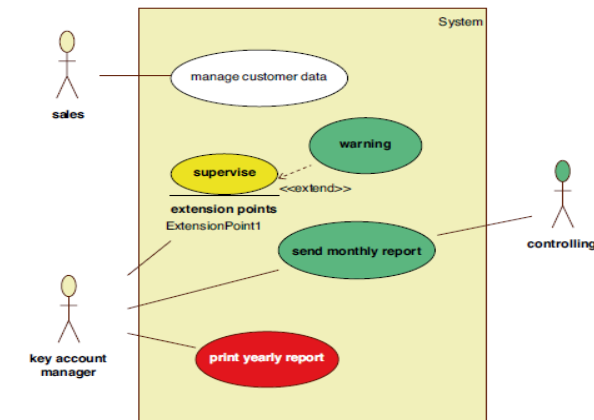 System
manage customer data
sales
warning
supervise
<<extend>>
extension points
ExtensionPoint1
send monthly report
controlling
key account
manager
print yearly report